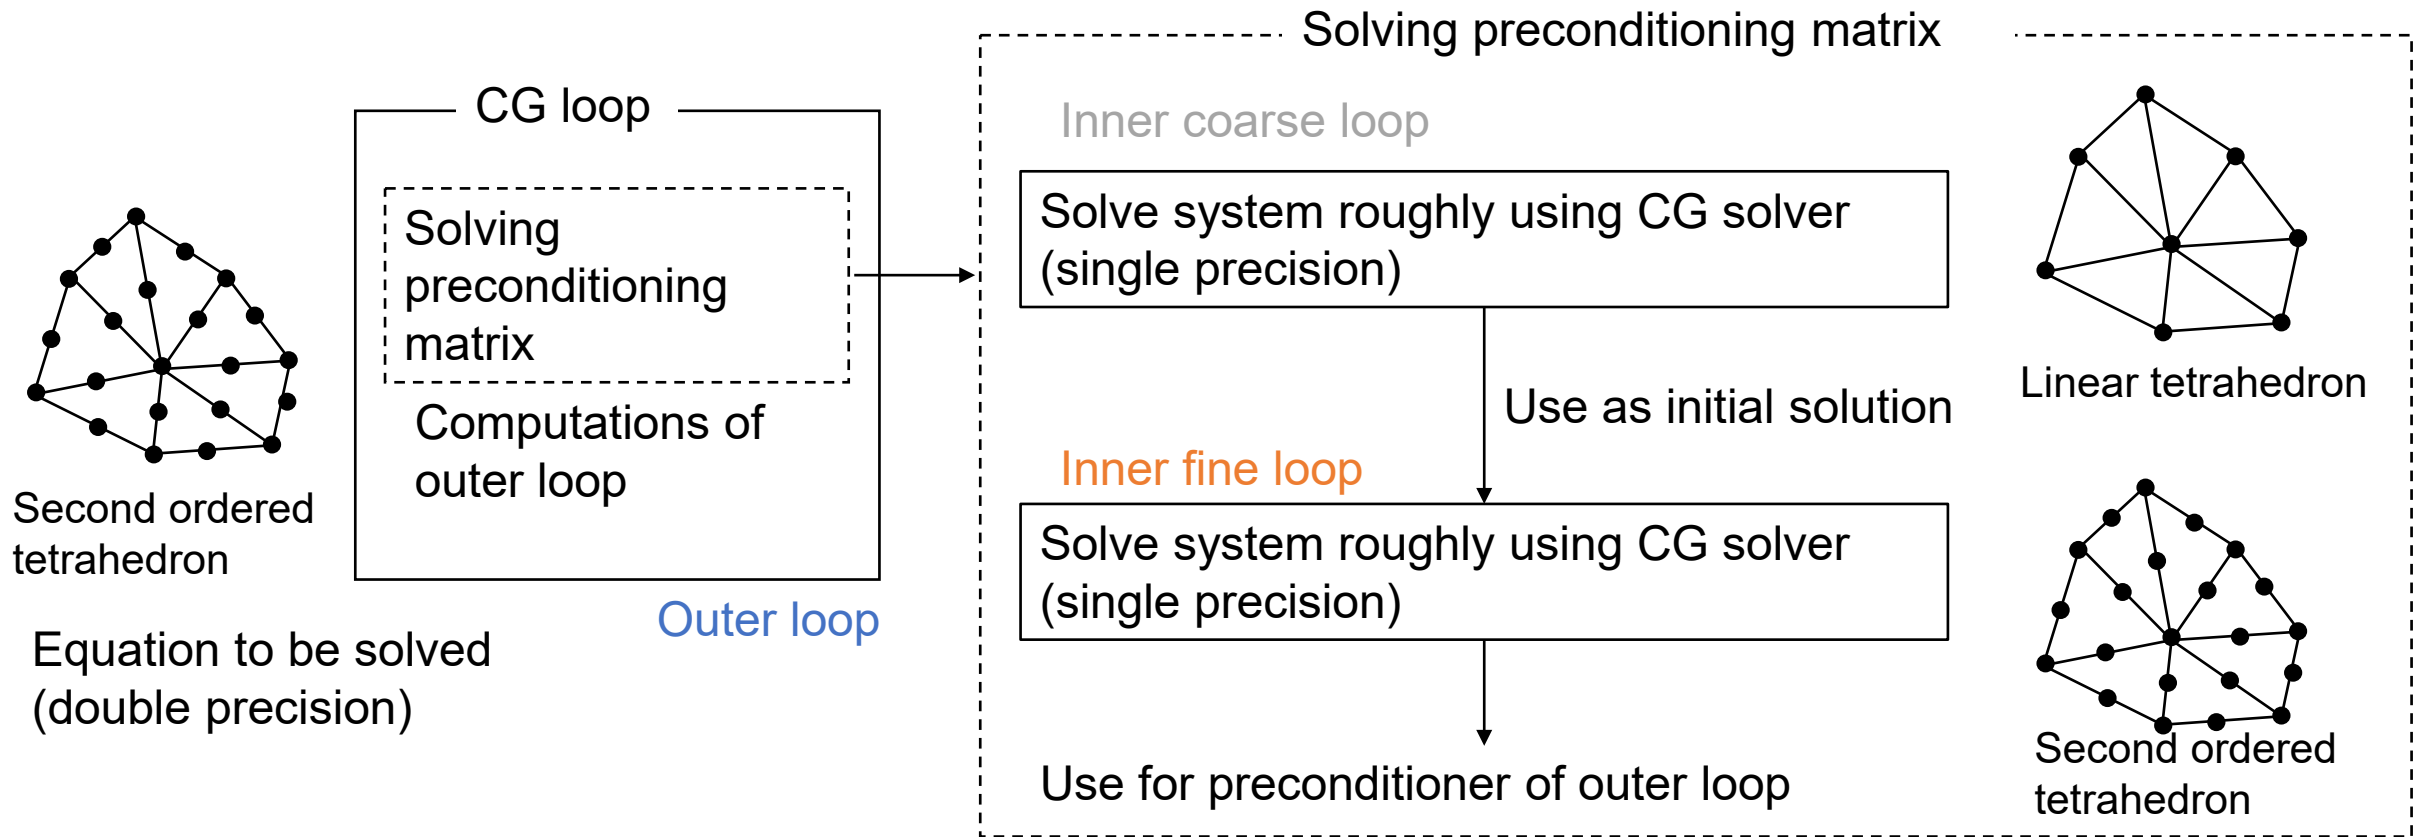 Solving preconditioning matrix
CG loop
Solving
preconditioning
matrix
Computations of
outer loop
Outer loop
Second ordered
tetrahedron
Equation to be solved
(double precision)
Inner coarse loop
Solve system roughly using CG solver
(single precision)
Linear tetrahedron
Use as initial solution
Inner fine loop
Solve system roughly using CG solver
(single precision)
Second ordered
tetrahedron
Use for preconditioner of outer loop